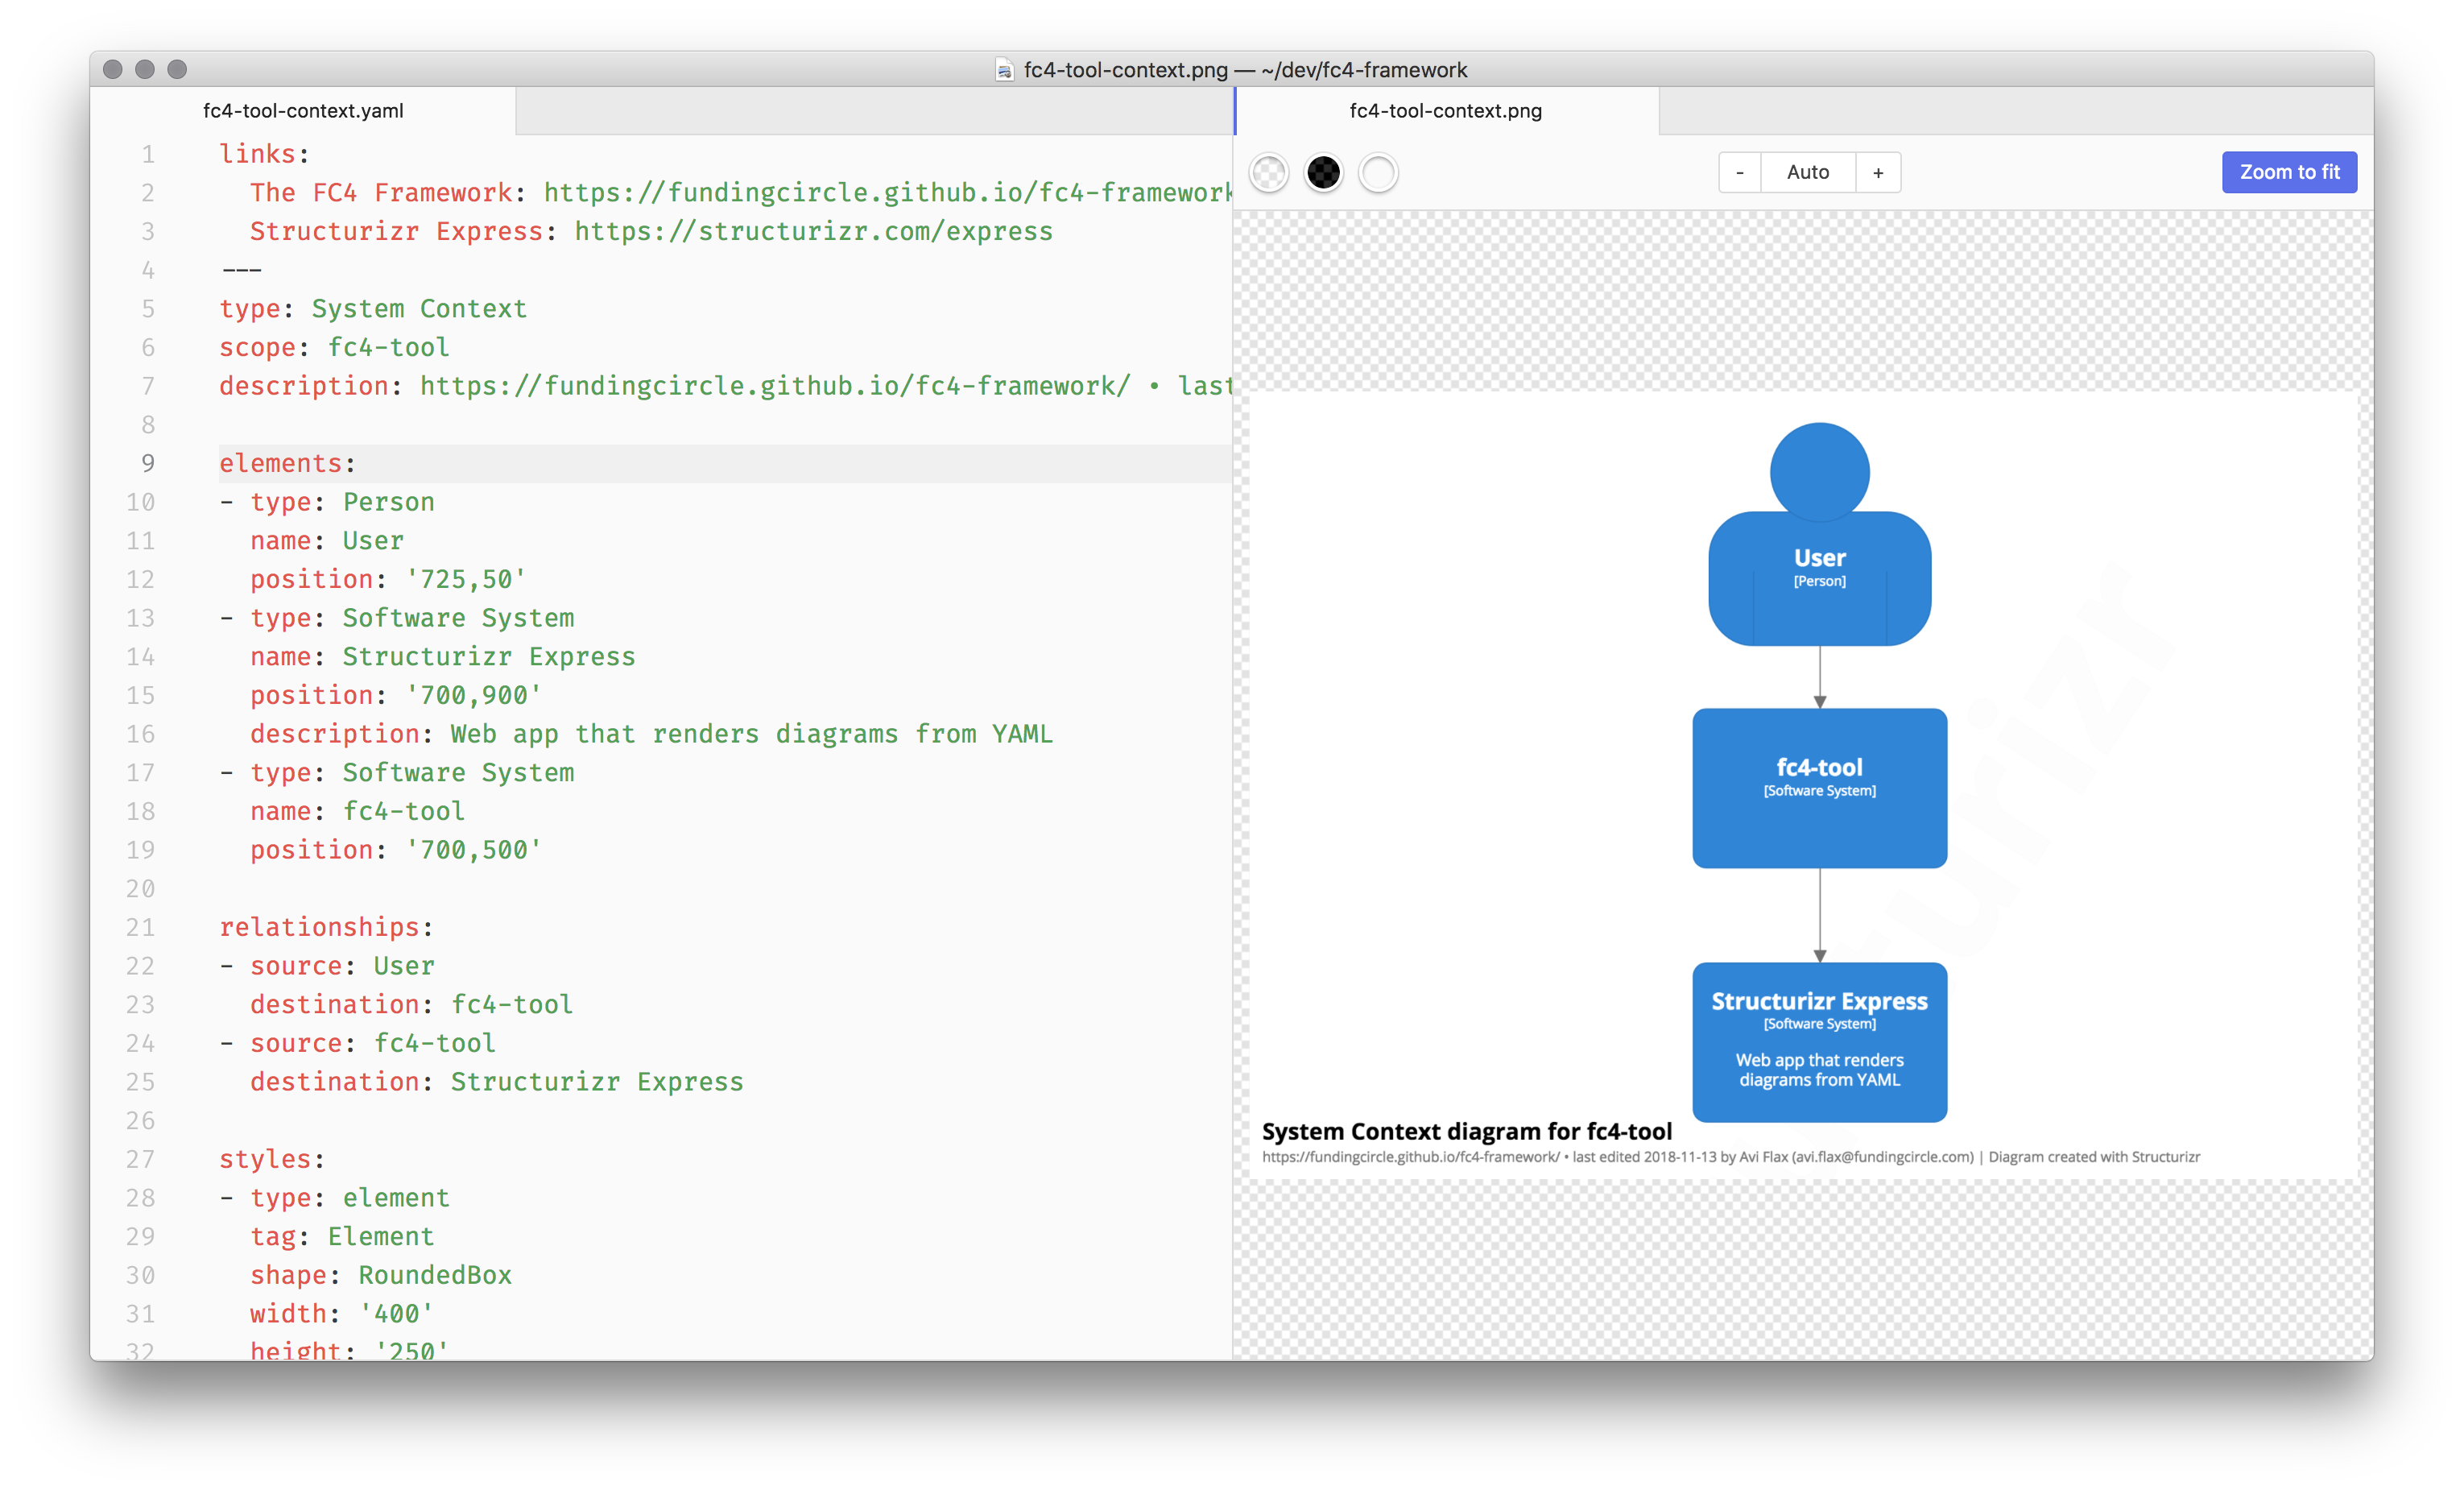 fc4-tool-context.png — ~/dev/fc4-framework
fc4-tool-context.yaml
1 links:
2 The FC4 Framework: https://fundingcircle.github.io/fc4-framework
3 Structurizr Express: https://structurizr.com/express
4 ---
5 type: System Context
6 scope: fc4-tool
7 description: https://fundingcircle.github.io/fc4-framework/ • last
8
9 elements:
10 - type: Person
11 name: User
12 position: '725,50'
13 - type: Software System
14 name: Structurizr Express
15 position: '700,900'
16 description: Web app that renders diagrams from YAML
17 - type: Software System
18 name: fc4-tool
19 position: '700,500'
20
21 relationships:
22 - source: User
23 destination: fc4-tool
24 - source: fc4-tool
25 destination: Structurizr Express
26
27 styles:
28 - type: element
29 tag: Element
30 shape: RoundedBox
31 width: '400'
32 height: '250'
fc4-tool-context.png
- Auto +
Zoom to fit
User
[Person]
fc4-tool
[Software System]
Structurizr Express
[Software System]
Web app that renders
diagrams from YAML
System Context diagram for fc4-tool
https://fundingcircle.github.io/fc4-framework/ • last edited 2018-11-13 by Avi Flax (avi.flax@fundingcircle.com) | Diagram created with Structurizr